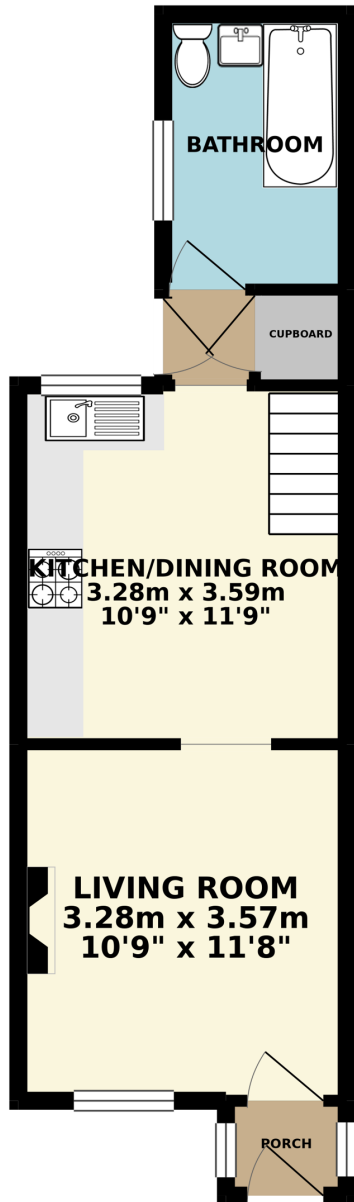 BATHROOM
CUPBOARD
KITCHEN/DINING ROOM
3.28m x 3.59m
10'9" x 11'9"
LIVING ROOM
3.28m x 3.57m
10'9" x 11'8"
PORCH